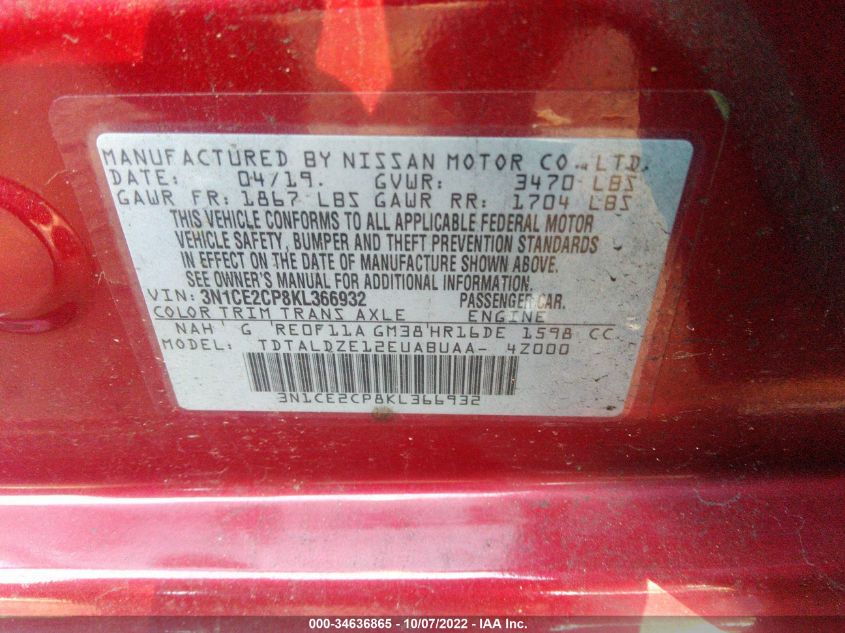 MANUFACTURED BY NISSAN MOTOR CO., LTD.
DATE: 04/19. GVWR: 3470 LBS
GAWR FR: 1867 LBS GAWR RR: 1704 LBS
THIS VEHICLE CONFORMS TO ALL APPLICABLE FEDERAL MOTOR
VEHICLE SAFETY, BUMPER AND THEFT PREVENTION STANDARDS
IN EFFECT ON THE DATE OF MANUFACTURE SHOWN ABOVE.
SEE OWNER'S MANUAL FOR ADDITIONAL INFORMATION.
VIN: 3N1CE2CP8KL366932 PASSENGER CAR.
COLOR TRIM TRANS AXLE ENGINE
NAH G RE0F11A GM38 HR16DE 1598 CC
MODEL: TDTALDZE12EUABUAA- 4Z000
3N1CE2CP8KL366932
000-34636865 - 10/07/2022 - IAA Inc.